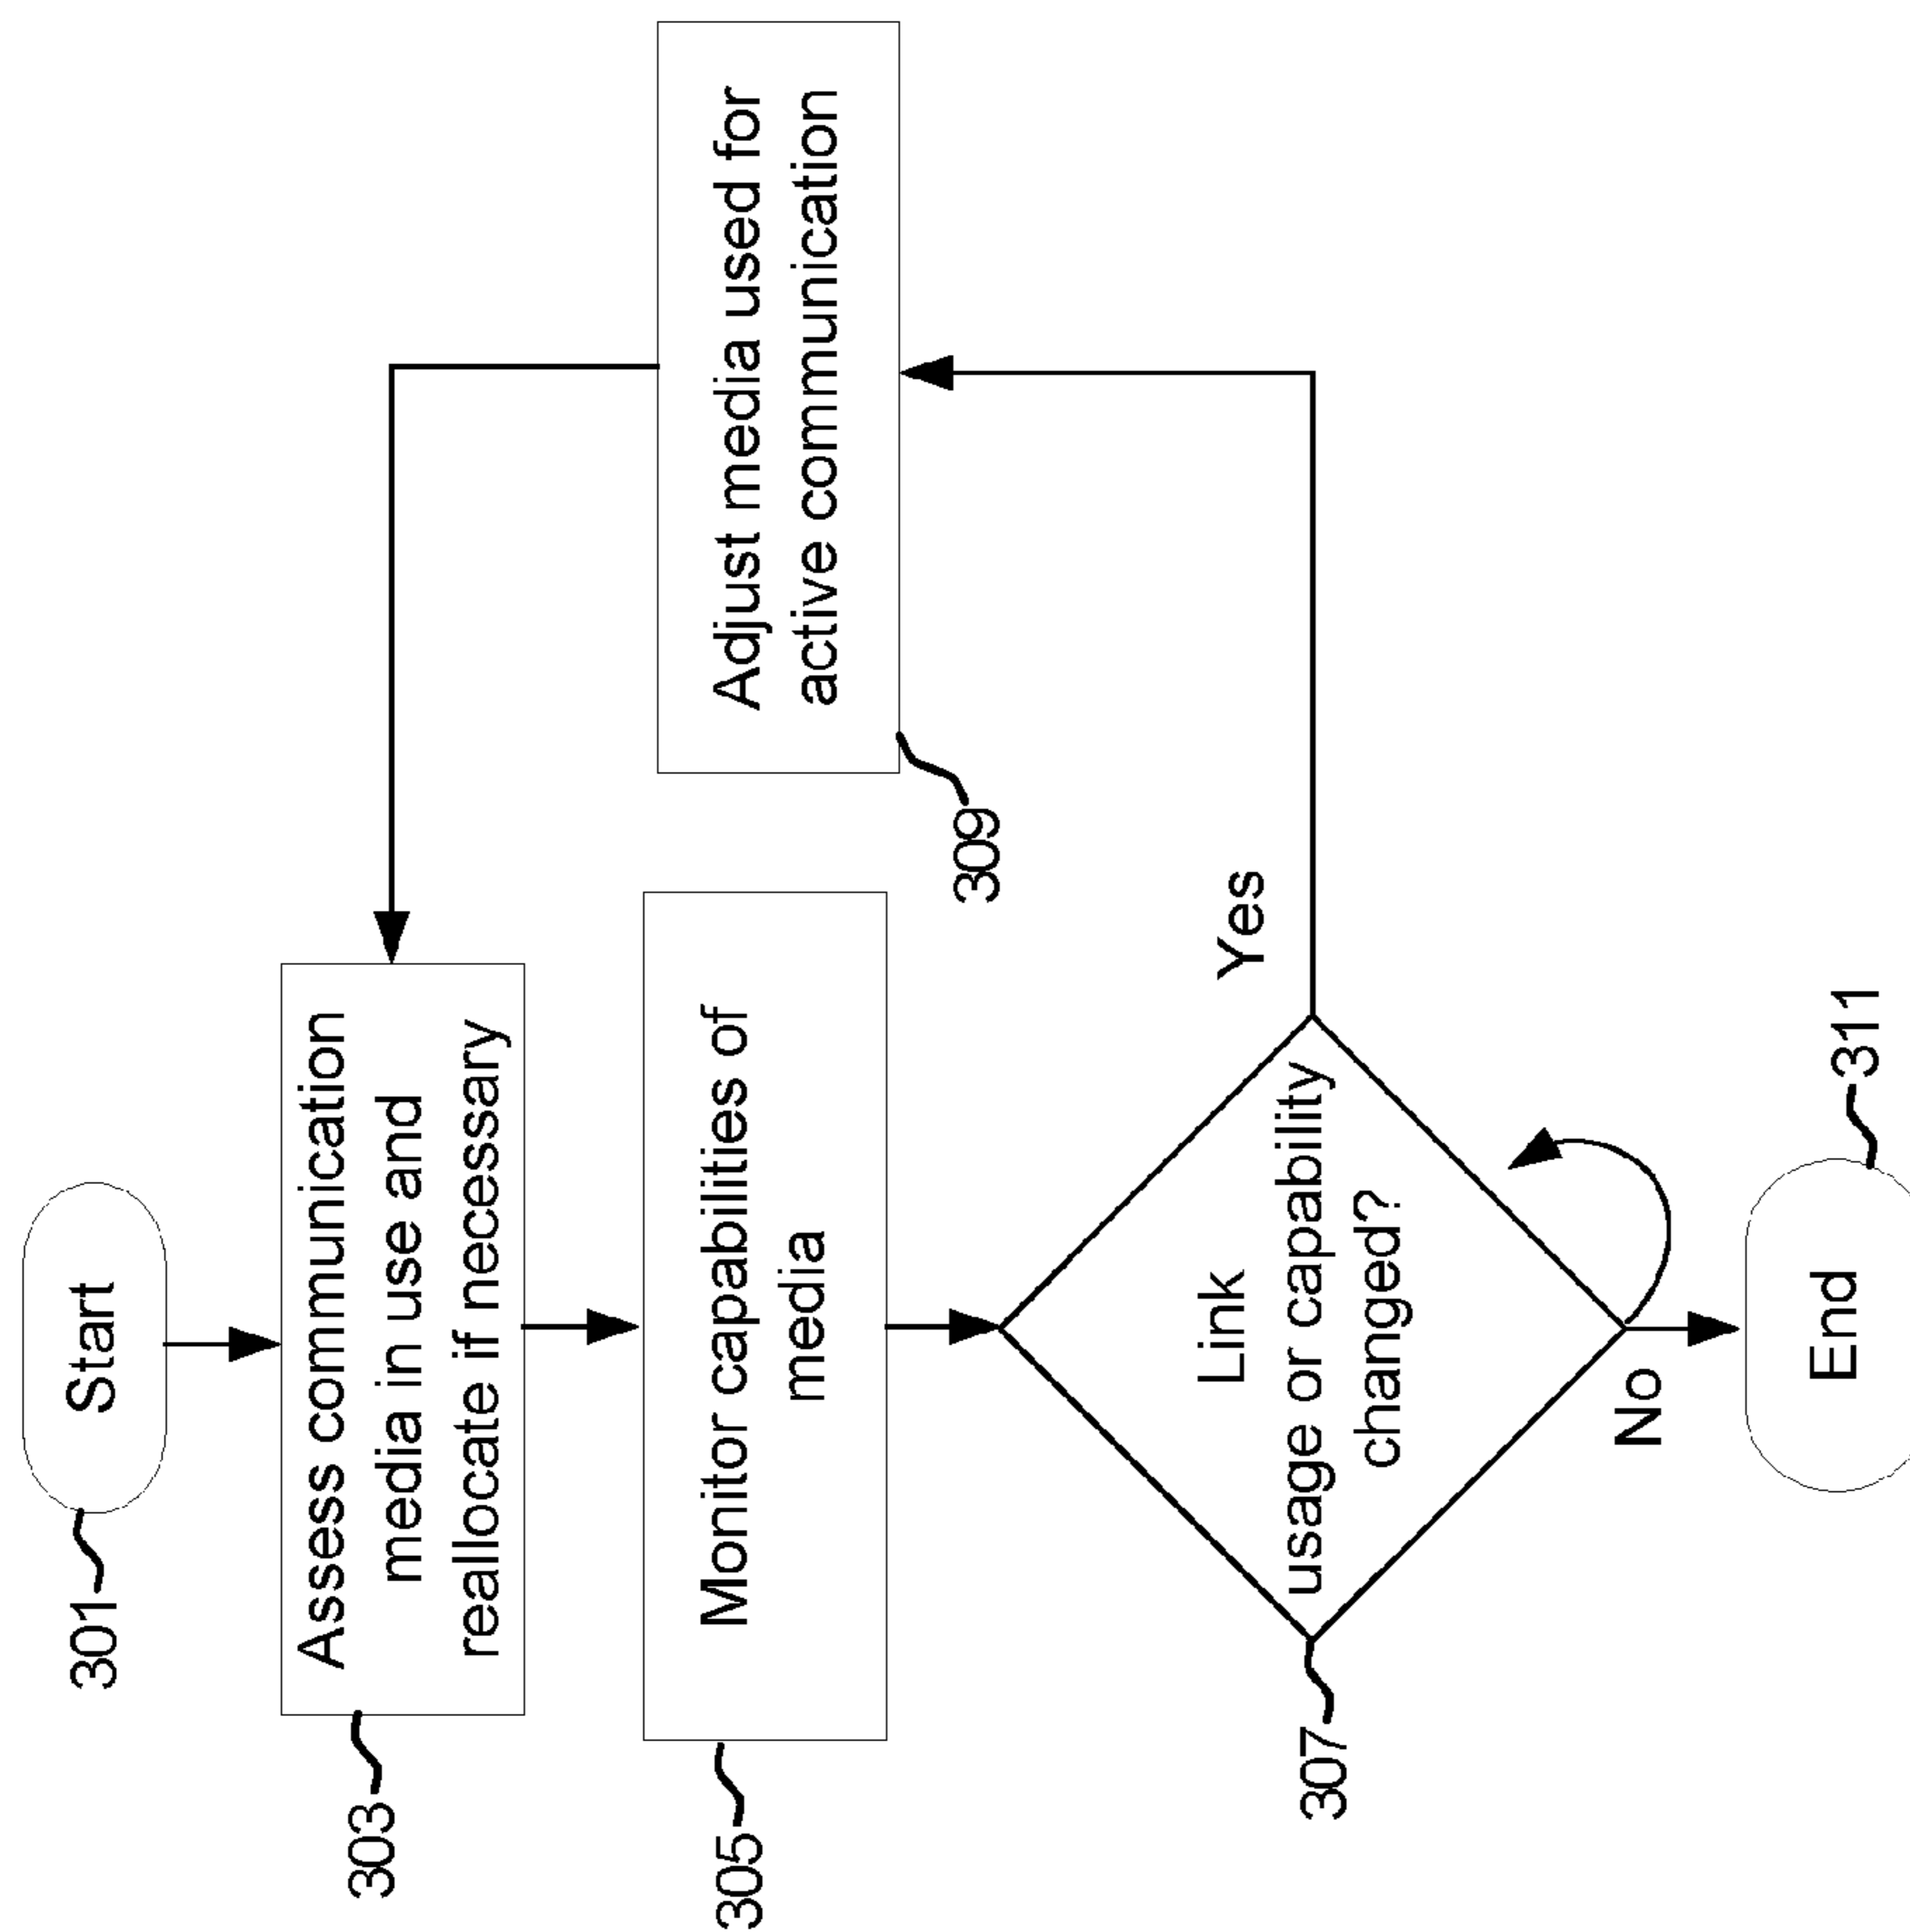 301
Start
303
Assess communication
media in use and
reallocate if necessary
305
Monitor capabilities of
media
307
Link
usage or capability
changed?
Yes
No
309
Adjust media used for
active communication
End
311